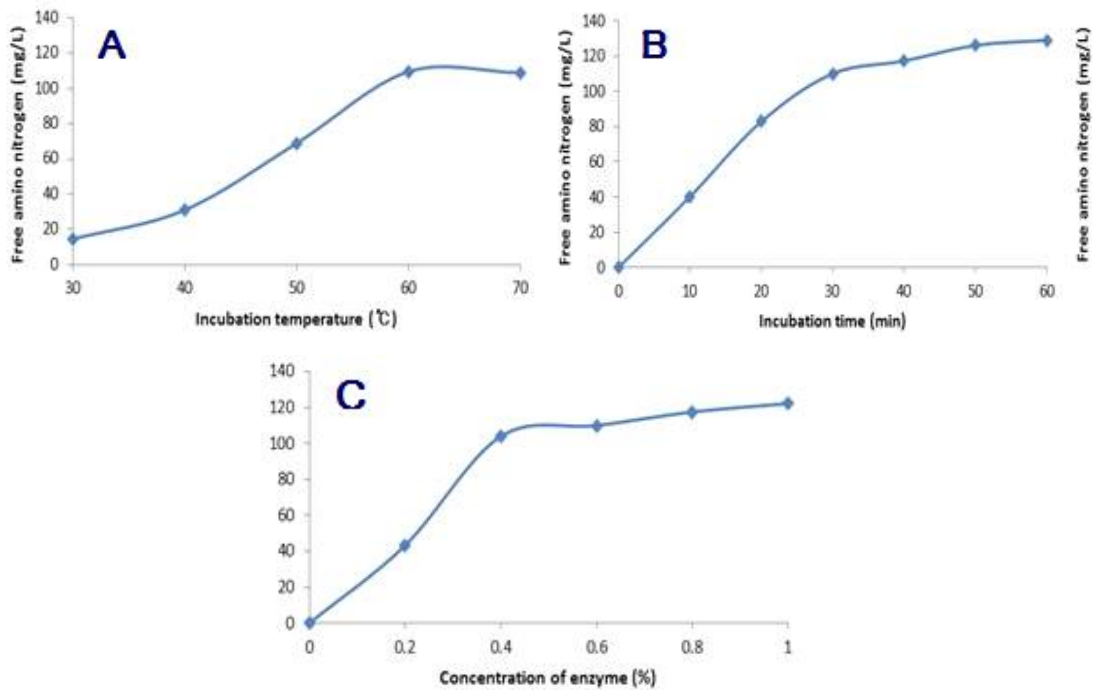 A
Free amino nitrogen (mg/L)
140
120
100
80
60
40
20
0
30 40 50 60 70
Incubation temperature (℃)
B
Free amino nitrogen (mg/L)
140
120
100
80
60
40
20
0
0 10 20 30 40 50 60
Incubation time (min)
Free amino nitrogen (mg/L)
C
140
120
100
80
60
40
20
0
0 0.2 0.4 0.6 0.8 1
Concentration of enzyme (%)